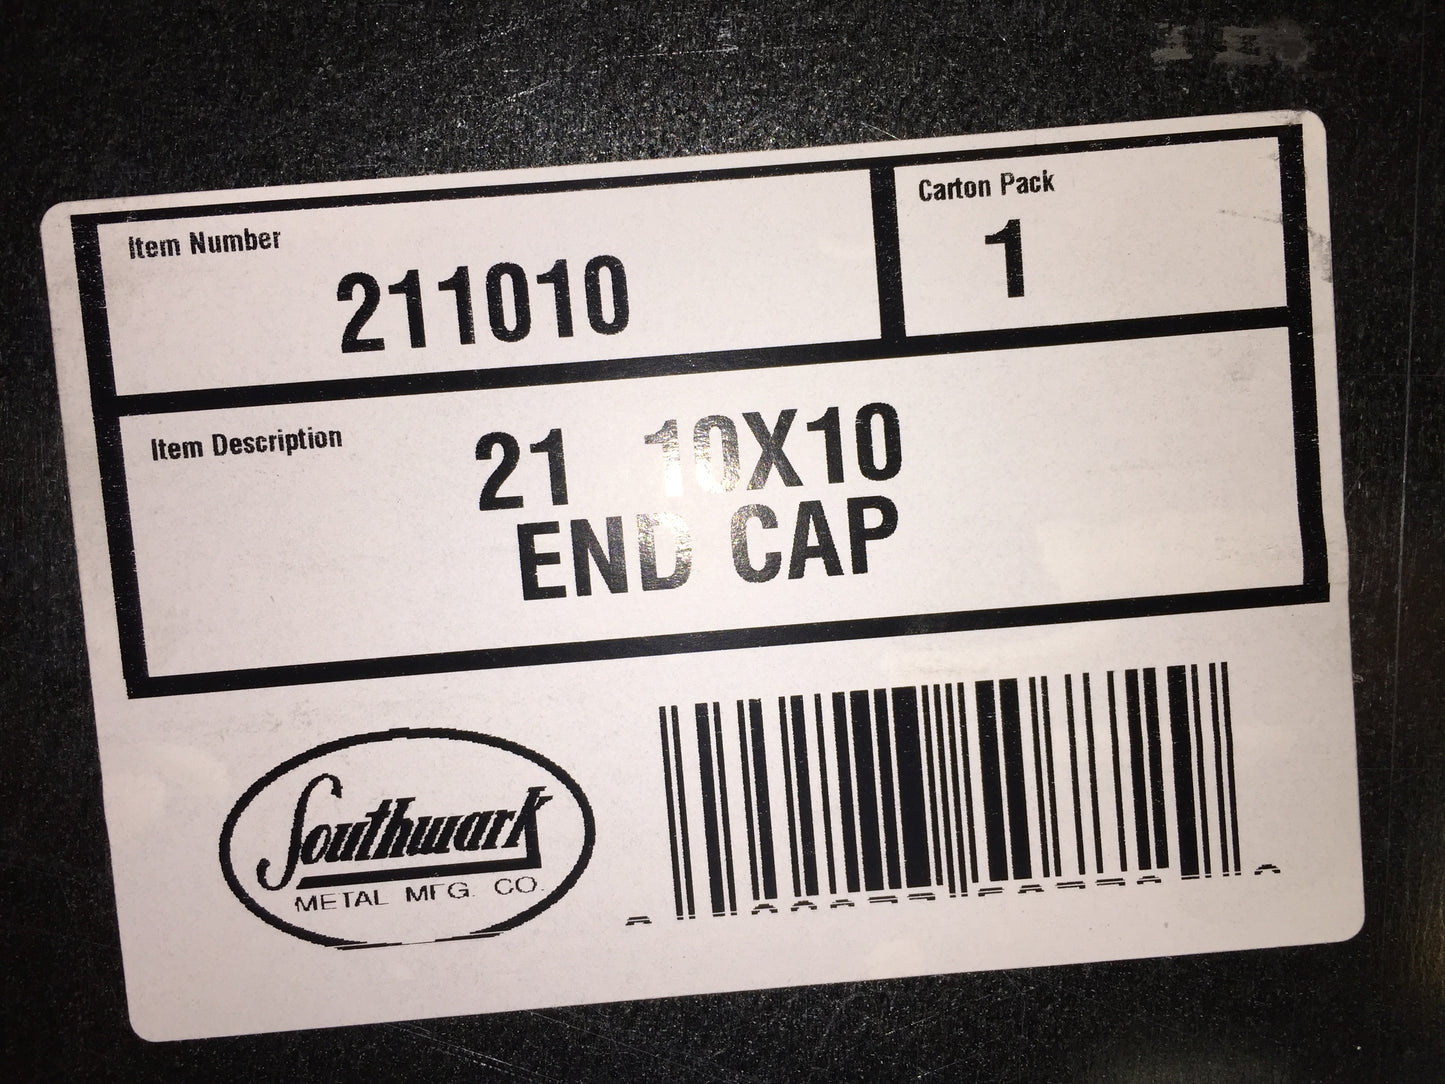 Item Number
211010
Carton Pack
1
Item Description
21 10X10
END CAP
Southwark
METAL MFG. CO.